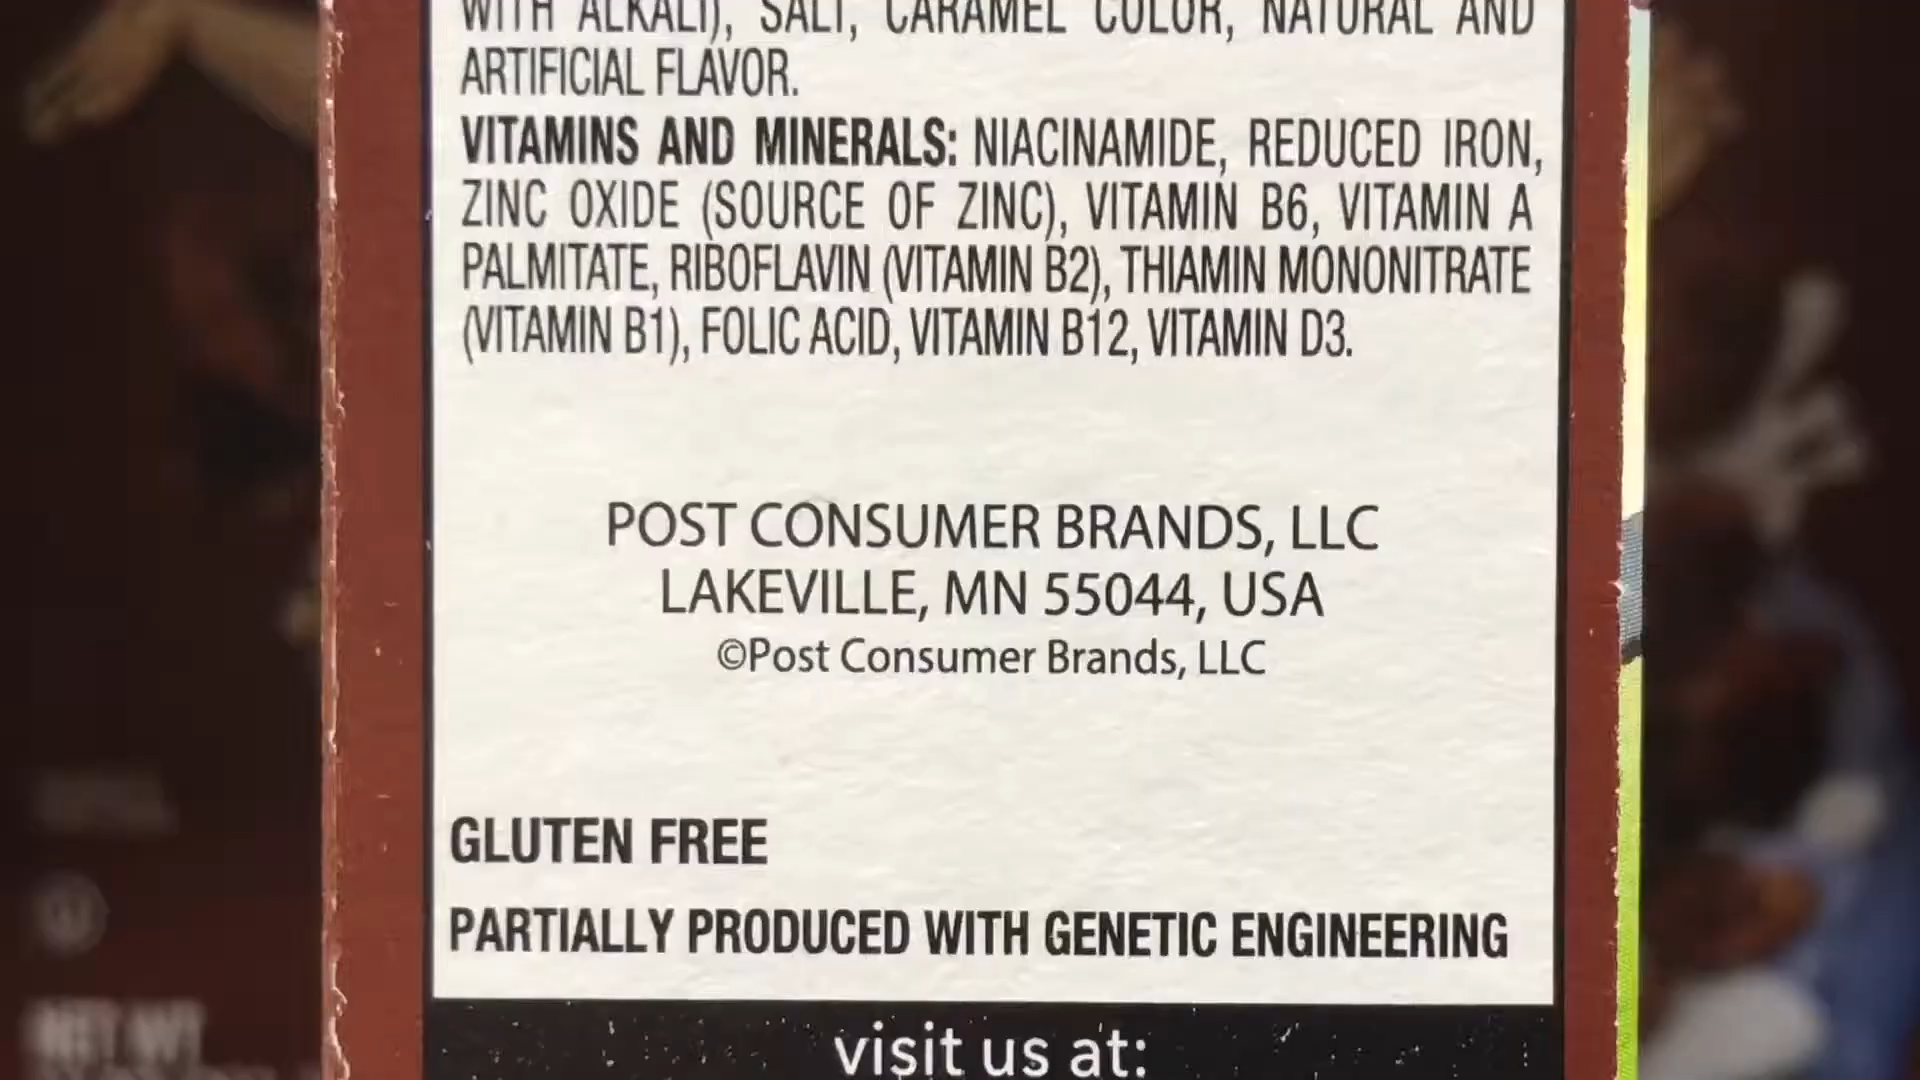 WITH ALKALI), SALT, CARAMEL COLOR, NATURAL AND
ARTIFICIAL FLAVOR.
VITAMINS AND MINERALS: NIACINAMIDE, REDUCED IRON,
ZINC OXIDE (SOURCE OF ZINC), VITAMIN B6, VITAMIN A
PALMITATE, RIBOFLAVIN (VITAMIN B2), THIAMIN MONONITRATE
(VITAMIN B1), FOLIC ACID, VITAMIN B12, VITAMIN D3.
POST CONSUMER BRANDS, LLC
LAKEVILLE, MN 55044, USA
©Post Consumer Brands, LLC
GLUTEN FREE
PARTIALLY PRODUCED WITH GENETIC ENGINEERING
visit us at:
NET WT